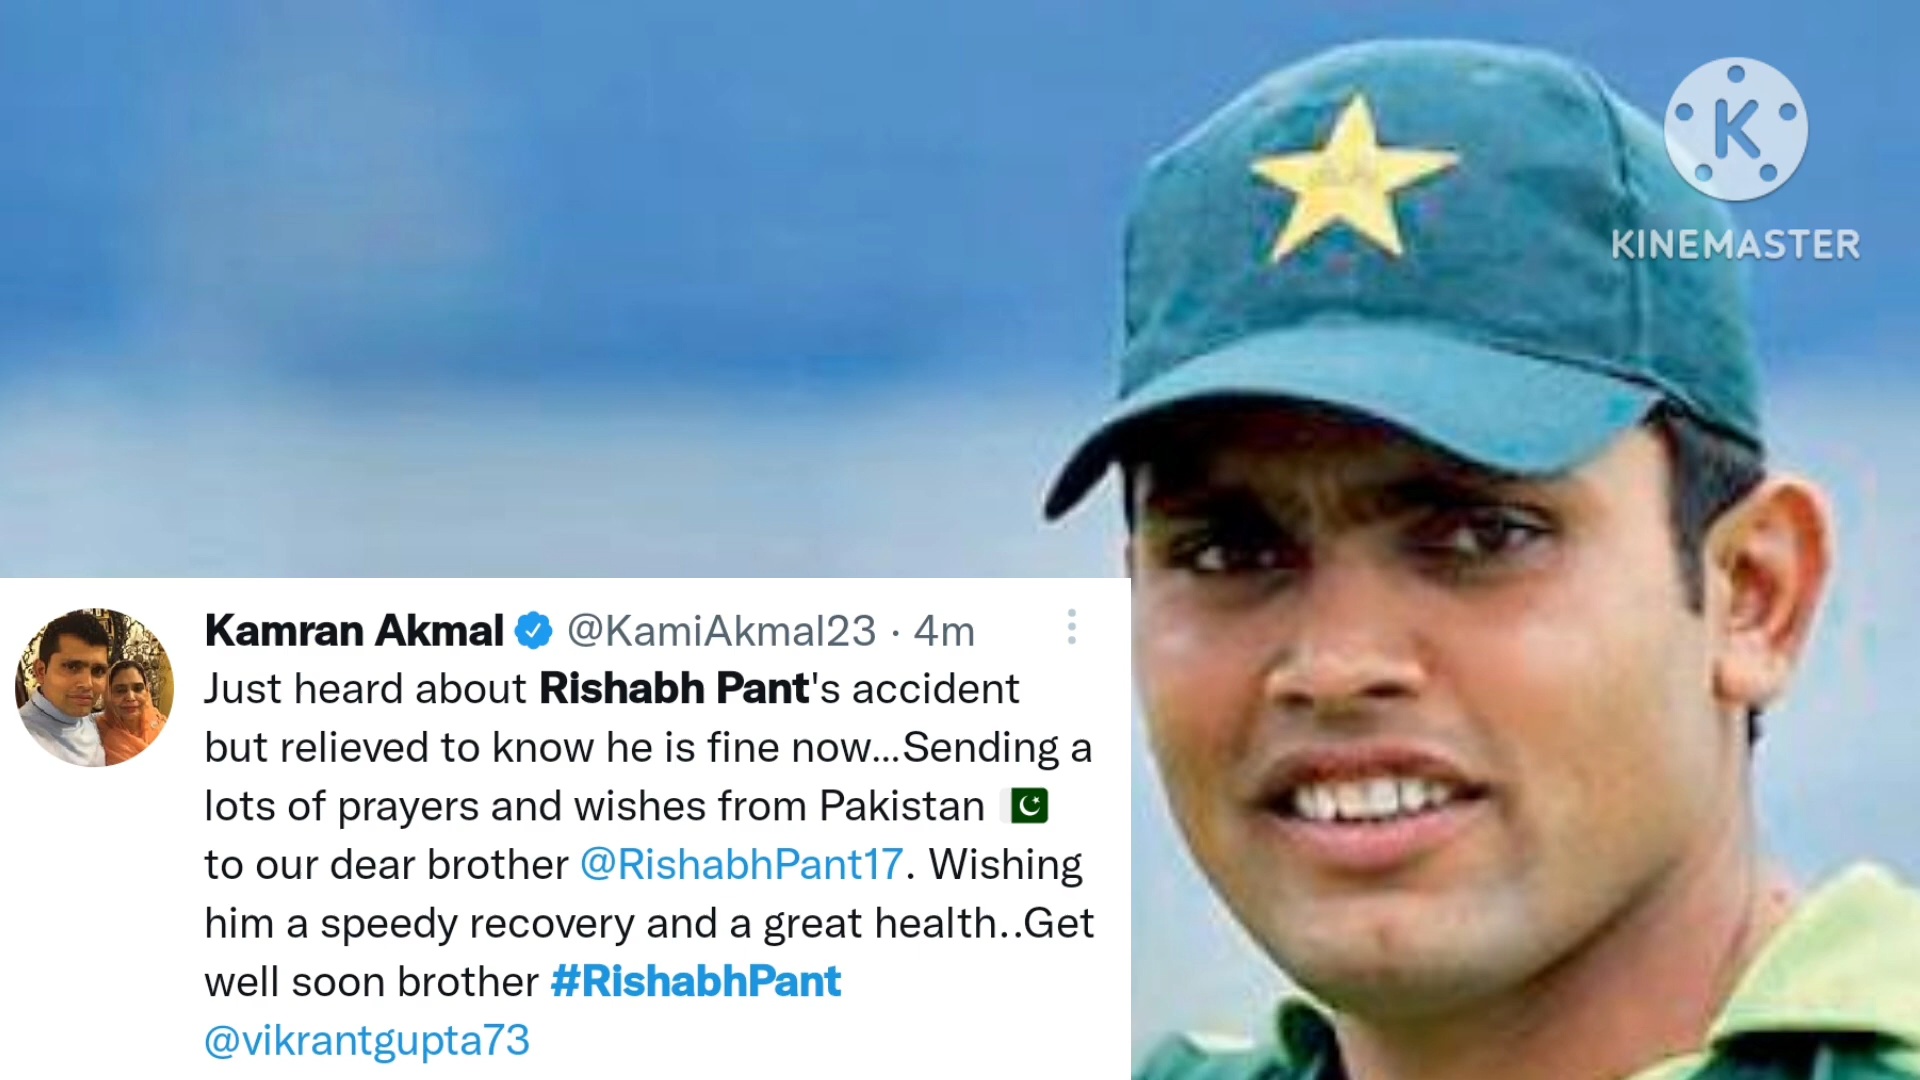 K
KINEMASTER
Kamran Akmal @KamiAkmal23 · 4m
Just heard about Rishabh Pant's accident
but relieved to know he is fine now...Sending a
lots of prayers and wishes from Pakistan 🇵🇰
to our dear brother @RishabhPant17. Wishing
him a speedy recovery and a great health..Get
well soon brother #RishabhPant
@vikrantgupta73